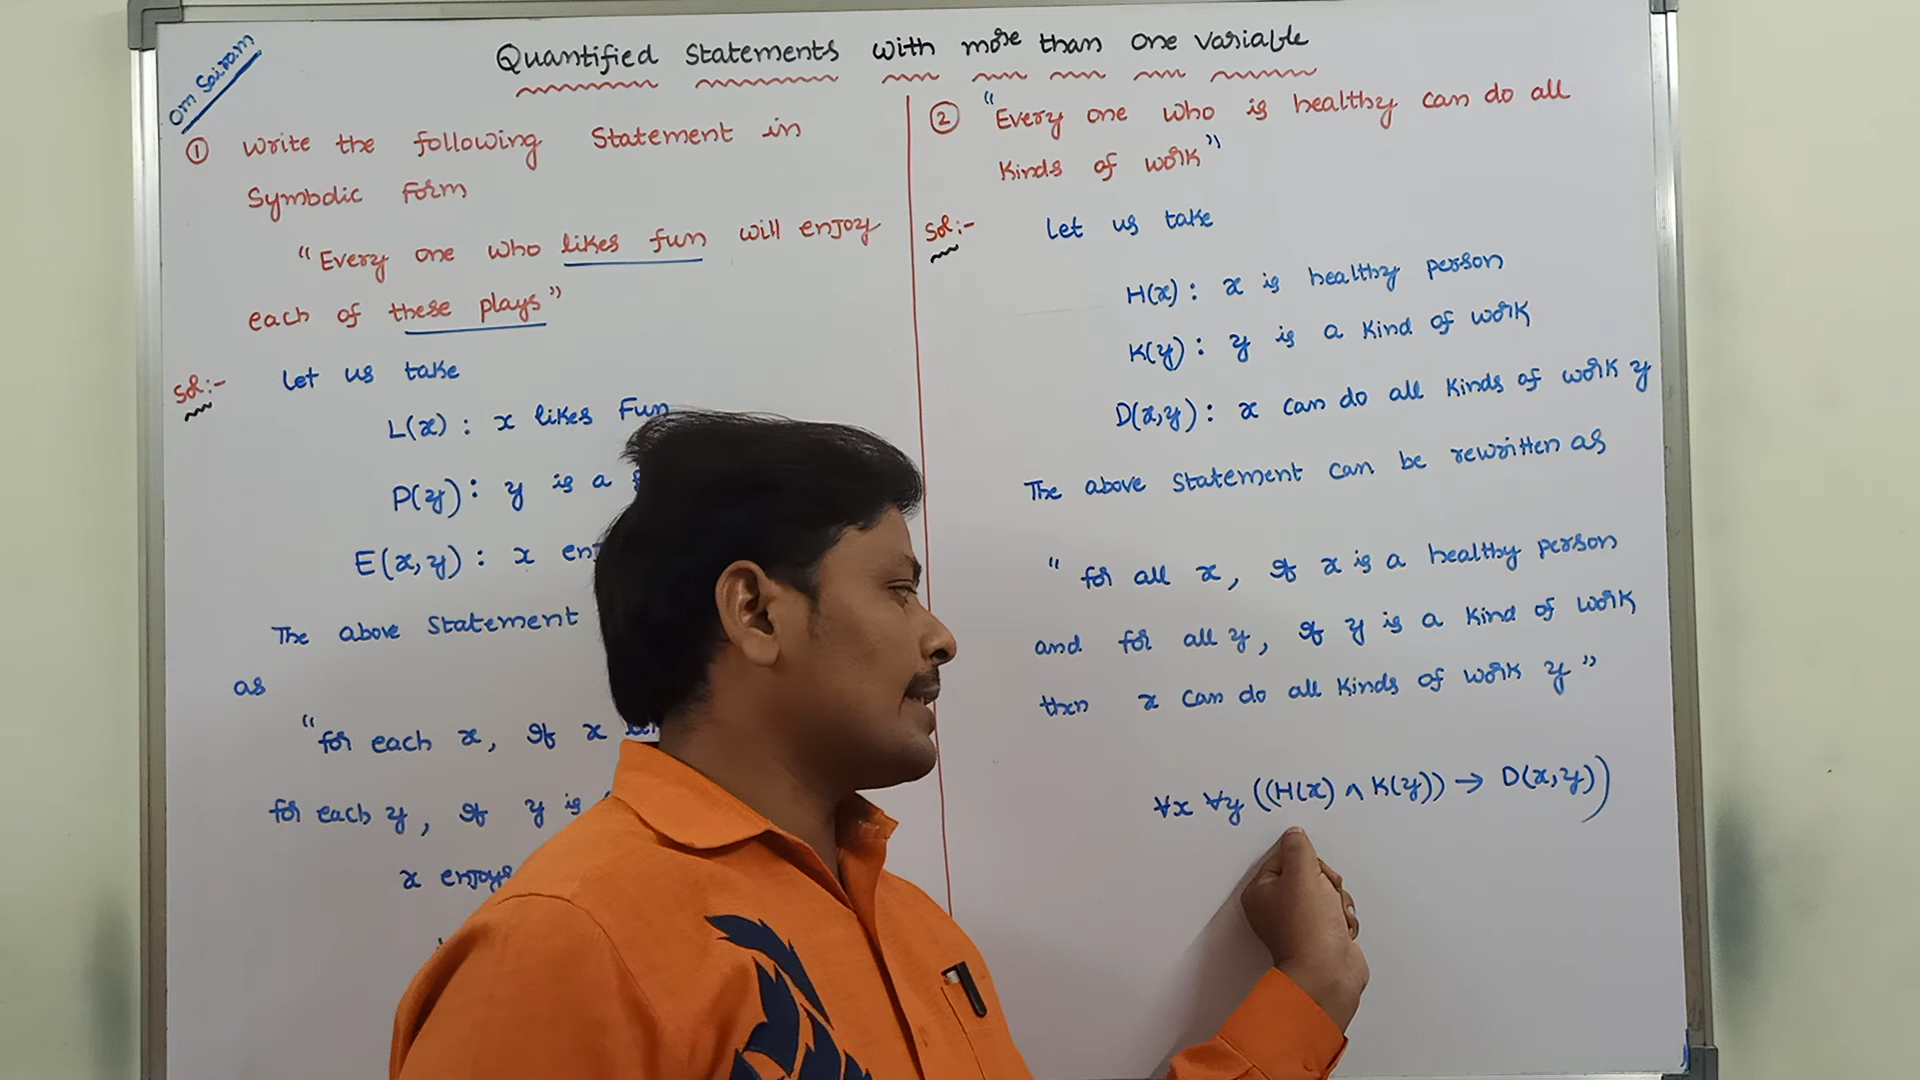 Om Sairam
Quantified Statements with more than one variable
① Write the following Statement in
Symbolic Form
"Every one who likes fun will enjoy
each of these plays"
Sol:- Let us take
L(x) : x likes Fun
P(y) : y is a
E(x,y) : x
The above Statement
as
"for each x, if x
for each y, if y is
x enjoys
② "Every one who is healthy can do all
Kinds of work"
Sol:- Let us take
H(x) : x is healthy person
K(y) : y is a Kind of work
D(x,y) : x can do all Kinds of work y
The above Statement can be rewritten as
"for all x, if x is a healthy person
and for all y, if y is a Kind of work
then x can do all Kinds of work y"
∀x ∀y ((H(x) ∧ K(y)) → D(x,y))